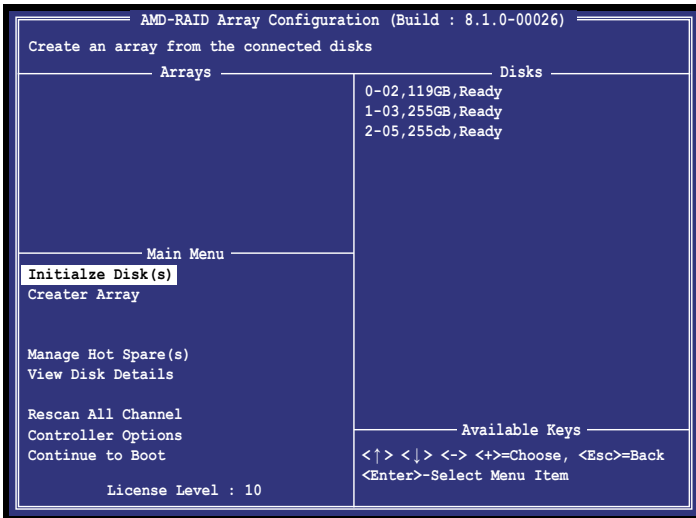 AMD-RAID Array Configuration (Build : 8.1.0-00026)
Create an array from the connected disks
Arrays
Disks
0-02,119GB,Ready
1-03,255GB,Ready
2-05,255cb,Ready
Main Menu
Initialze Disk(s)
Creater Array
Manage Hot Spare(s)
View Disk Details
Rescan All Channel
Controller Options
Continue to Boot
License Level : 10
Available Keys
<↑> <↓> <-> <+>=Choose, <Esc>=Back
<Enter>-Select Menu Item